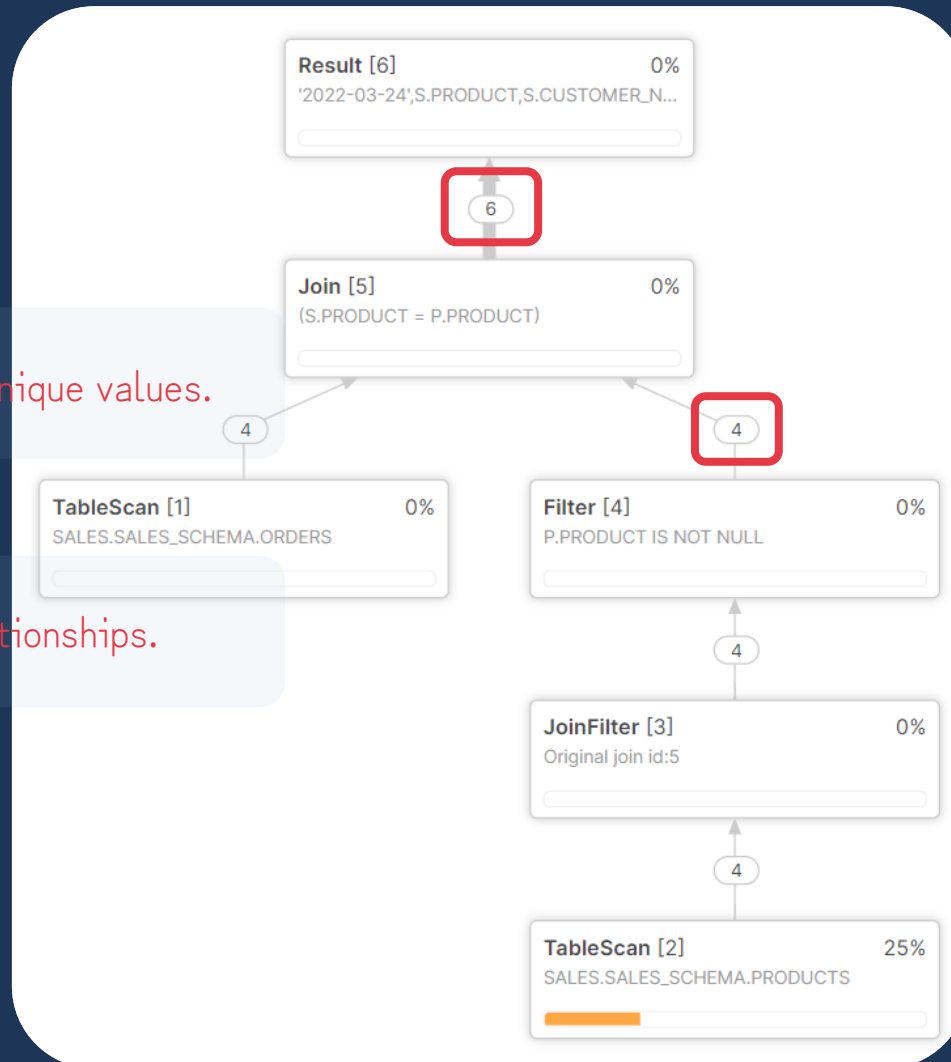 Result [6] 0%
'2022-03-24',S.PRODUCT,S.CUSTOMER_N...
6
Join [5] 0%
(S.PRODUCT = P.PRODUCT)
nique values.
4
4
TableScan [1] 0%
SALES.SALES_SCHEMA.ORDERS
Filter [4] 0%
P.PRODUCT IS NOT NULL
tionships.
4
JoinFilter [3] 0%
Original join id:5
4
TableScan [2] 25%
SALES.SALES_SCHEMA.PRODUCTS